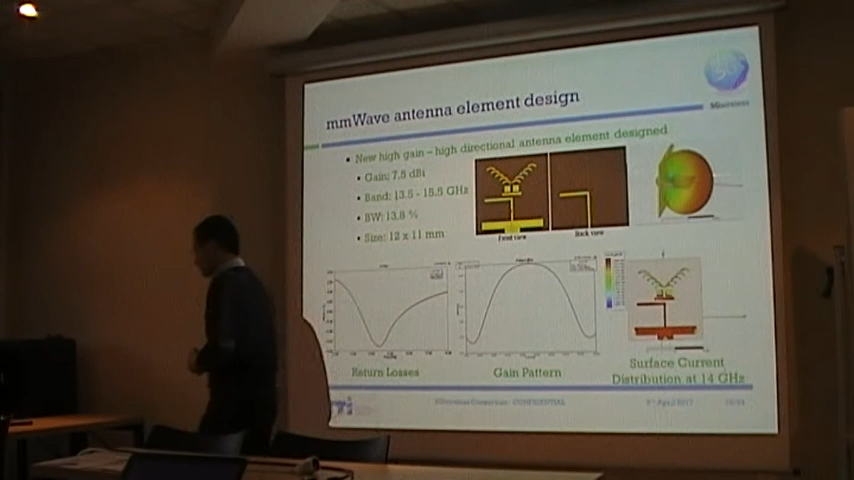 mmWave antenna element design
• New high gain – high directional antenna element designed
• Gain: 7.5 dBi
• Band: 13.5 - 15.5 GHz
• BW: 13.8 %
• Size: 12 x 11 mm
Front view
Back view
Return Losses
Gain Pattern
Surface Current
Distribution at 14 GHz
CONFIDENTIAL